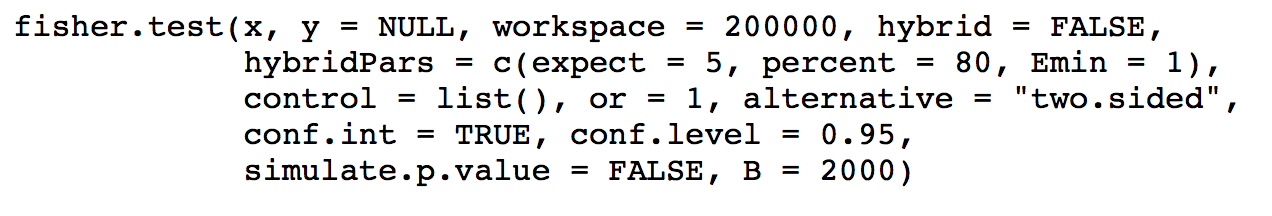 fisher.test(x, y = NULL, workspace = 200000, hybrid = FALSE,
            hybridPars = c(expect = 5, percent = 80, Emin = 1),
            control = list(), or = 1, alternative = "two.sided",
            conf.int = TRUE, conf.level = 0.95,
            simulate.p.value = FALSE, B = 2000)